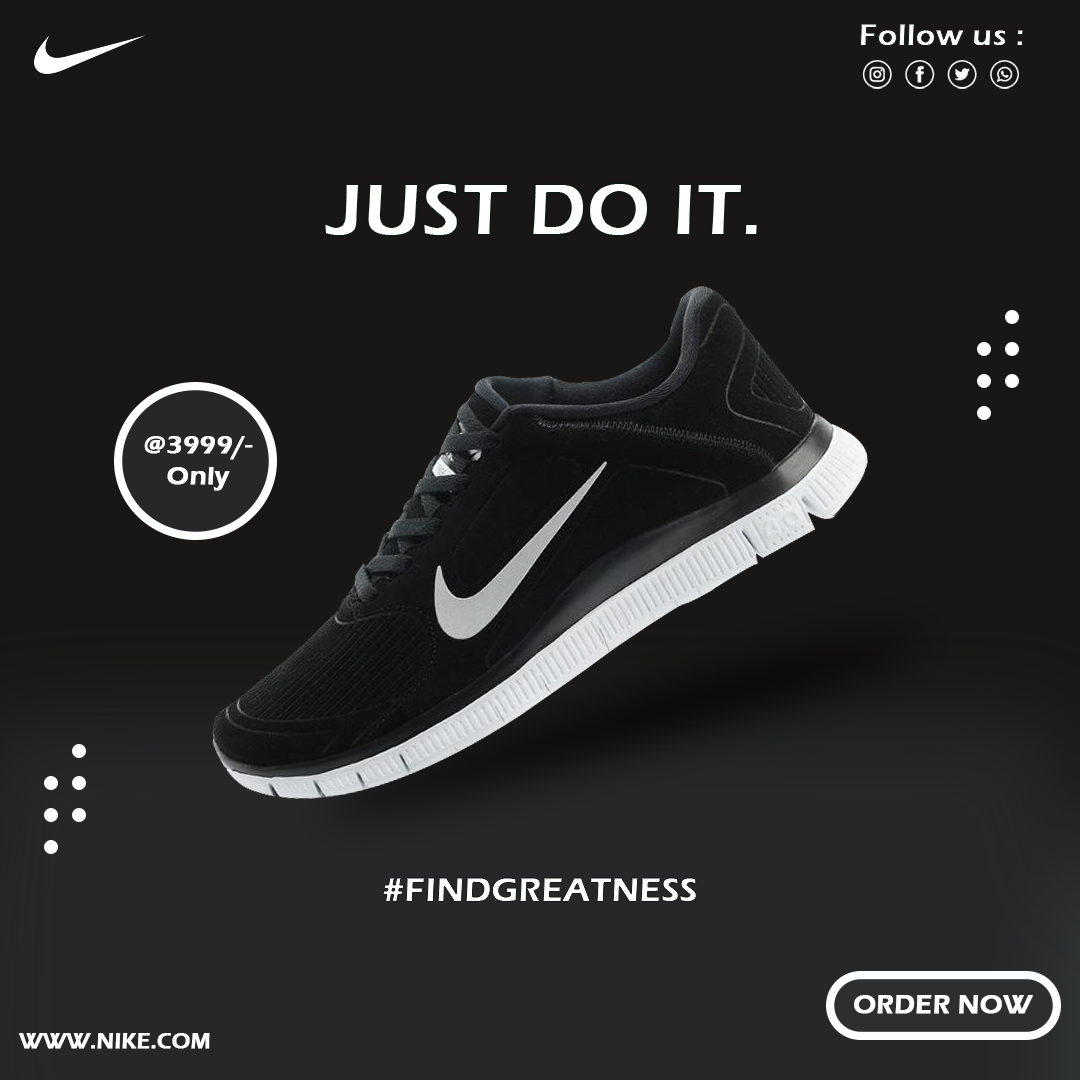 Follow us :
JUST DO IT.
@3999/-
Only
#FINDGREATNESS
ORDER NOW
WWW.NIKE.COM